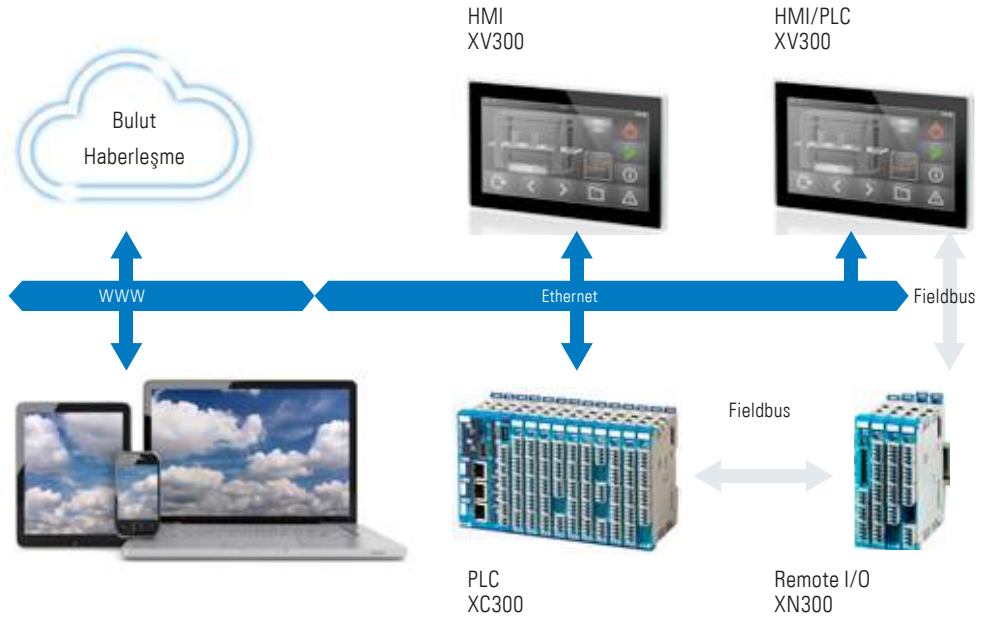 HMI
XV300
HMI/PLC
XV300
Bulut
Haberleşme
WWW
Ethernet
Fieldbus
Fieldbus
PLC
XC300
Remote I/O
XN300